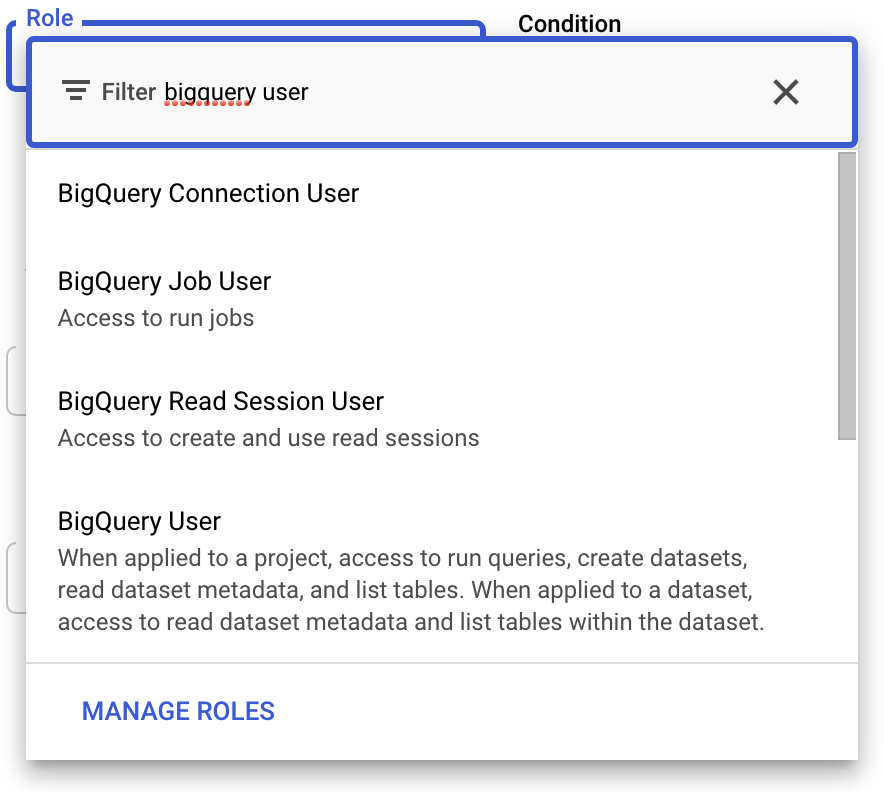 Role
Condition
Filter bigquery user
BigQuery Connection User
BigQuery Job User
Access to run jobs
BigQuery Read Session User
Access to create and use read sessions
BigQuery User
When applied to a project, access to run queries, create datasets,
read dataset metadata, and list tables. When applied to a dataset,
access to read dataset metadata and list tables within the dataset.
MANAGE ROLES